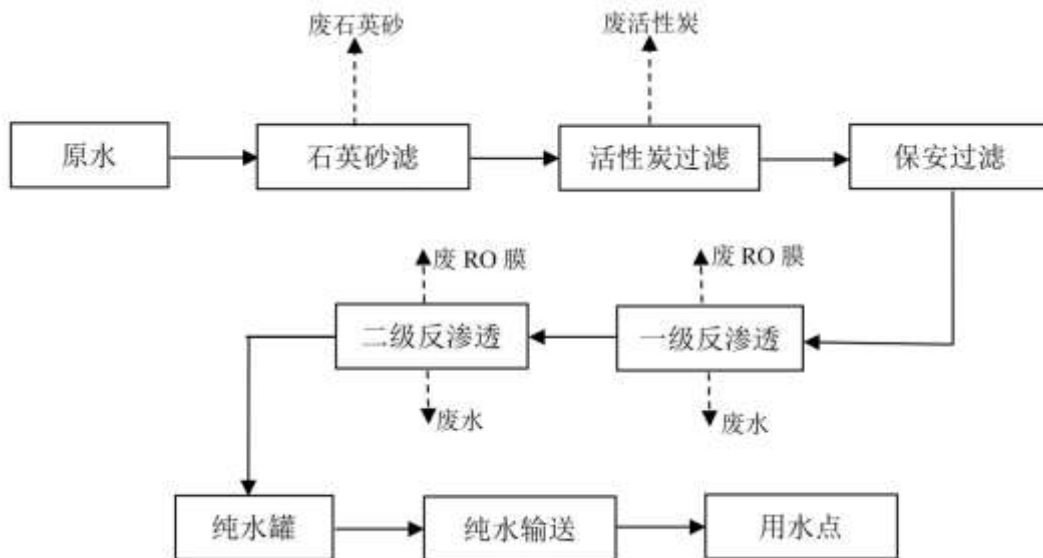 废石英砂
废活性炭
原水
石英砂滤
活性炭过滤
保安过滤
废 RO 膜
废 RO 膜
二级反渗透
一级反渗透
废水
废水
纯水罐
纯水输送
用水点